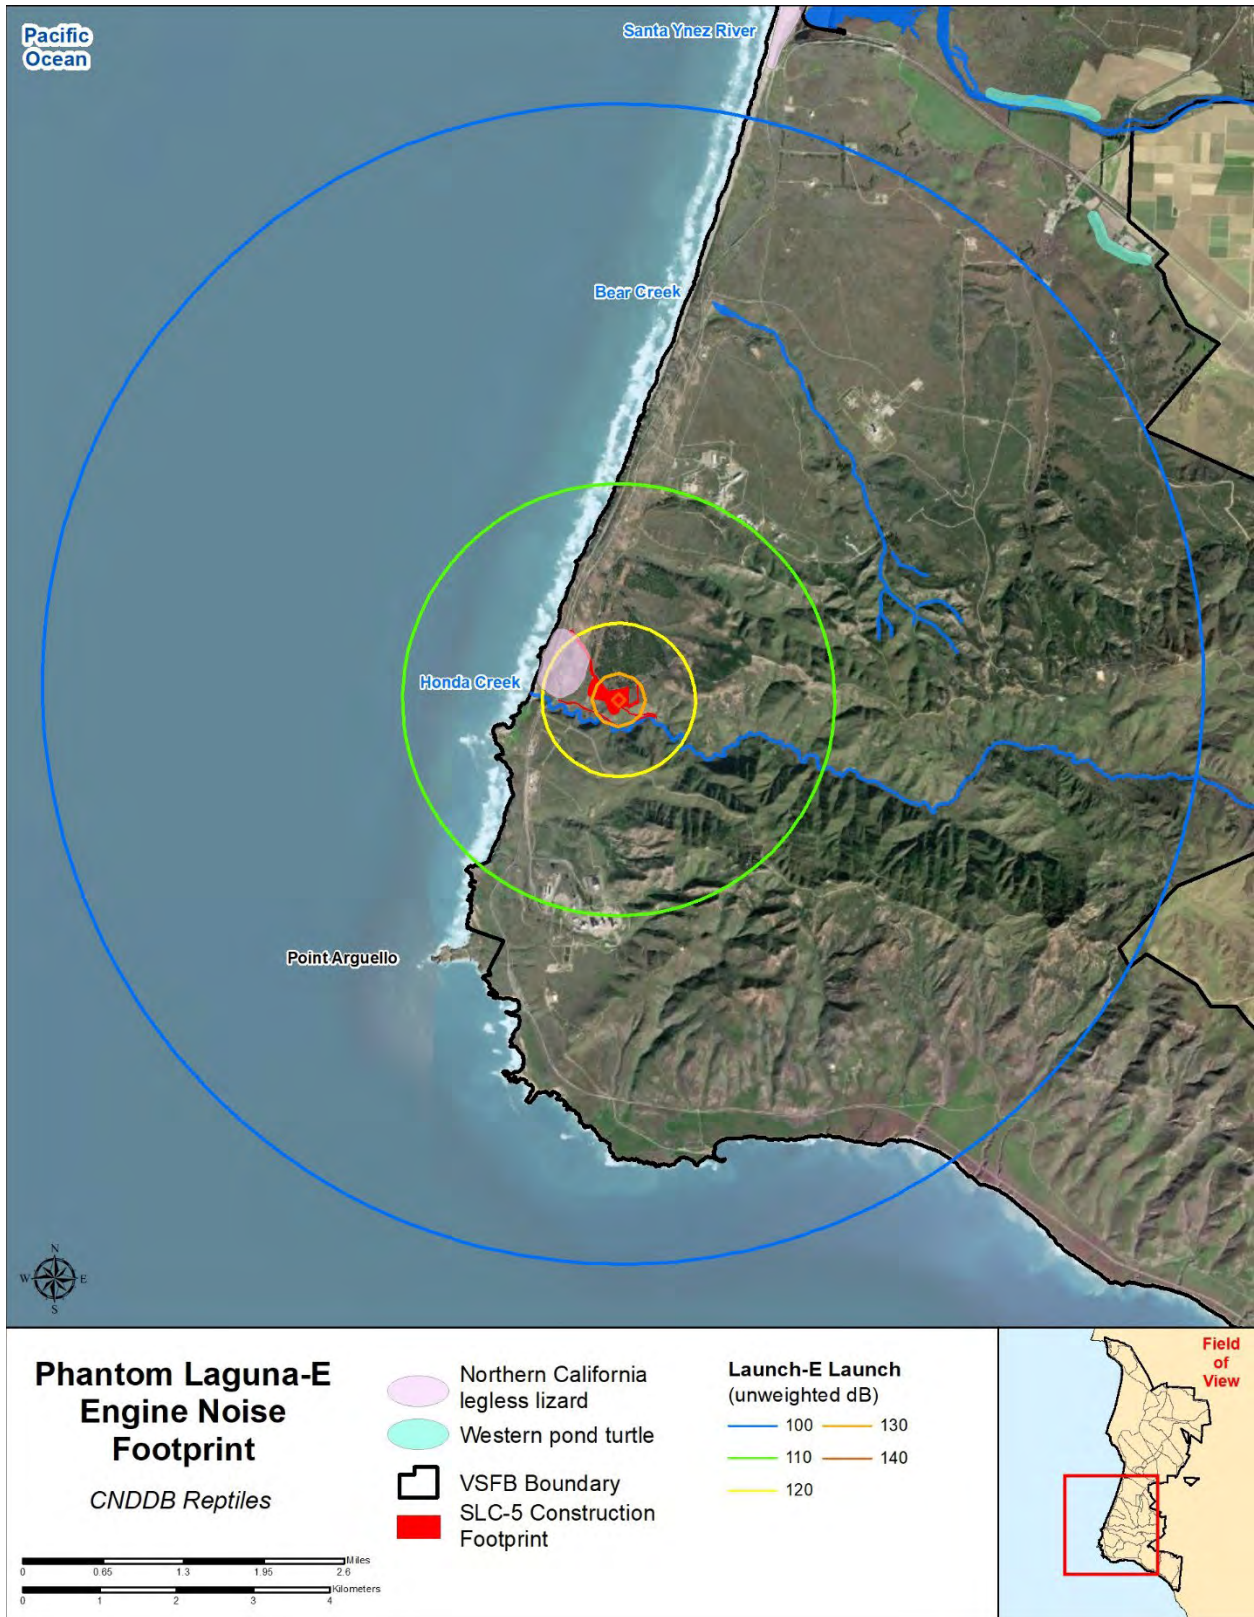 Pacific
Ocean
Santa Ynez River
Bear Creek
Honda Creek
Point Arguello
N
W E
S
Phantom Laguna-E
Engine Noise
Footprint
CNDDB Reptiles
Miles
0 0.65 1.3 1.95 2.6
Kilometers
0 1 2 3 4
Northern California
legless lizard
Western pond turtle
VSFB Boundary
SLC-5 Construction
Footprint
Launch-E Launch
(unweighted dB)
100 130
110 140
120
Field
of
View